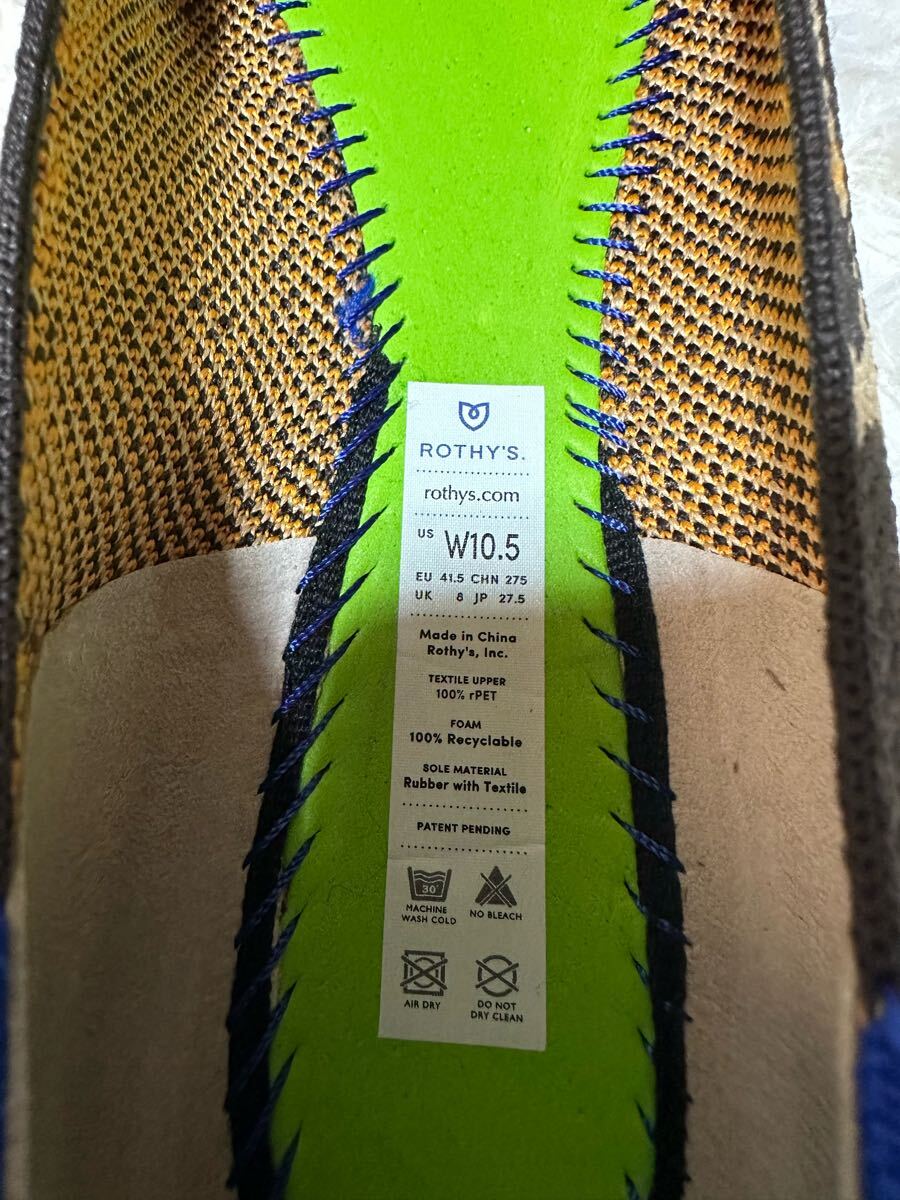 ROTHY'S.
rothys.com
US W10.5
EU 41.5 CHN 275
UK 8 JP 27.5
Made in China
Rothy's, Inc.
TEXTILE UPPER
100% rPET
FOAM
100% Recyclable
SOLE MATERIAL
Rubber with Textile
PATENT PENDING
30°
MACHINE
WASH COLD
NO BLEACH
AIR DRY
DO NOT
DRY CLEAN